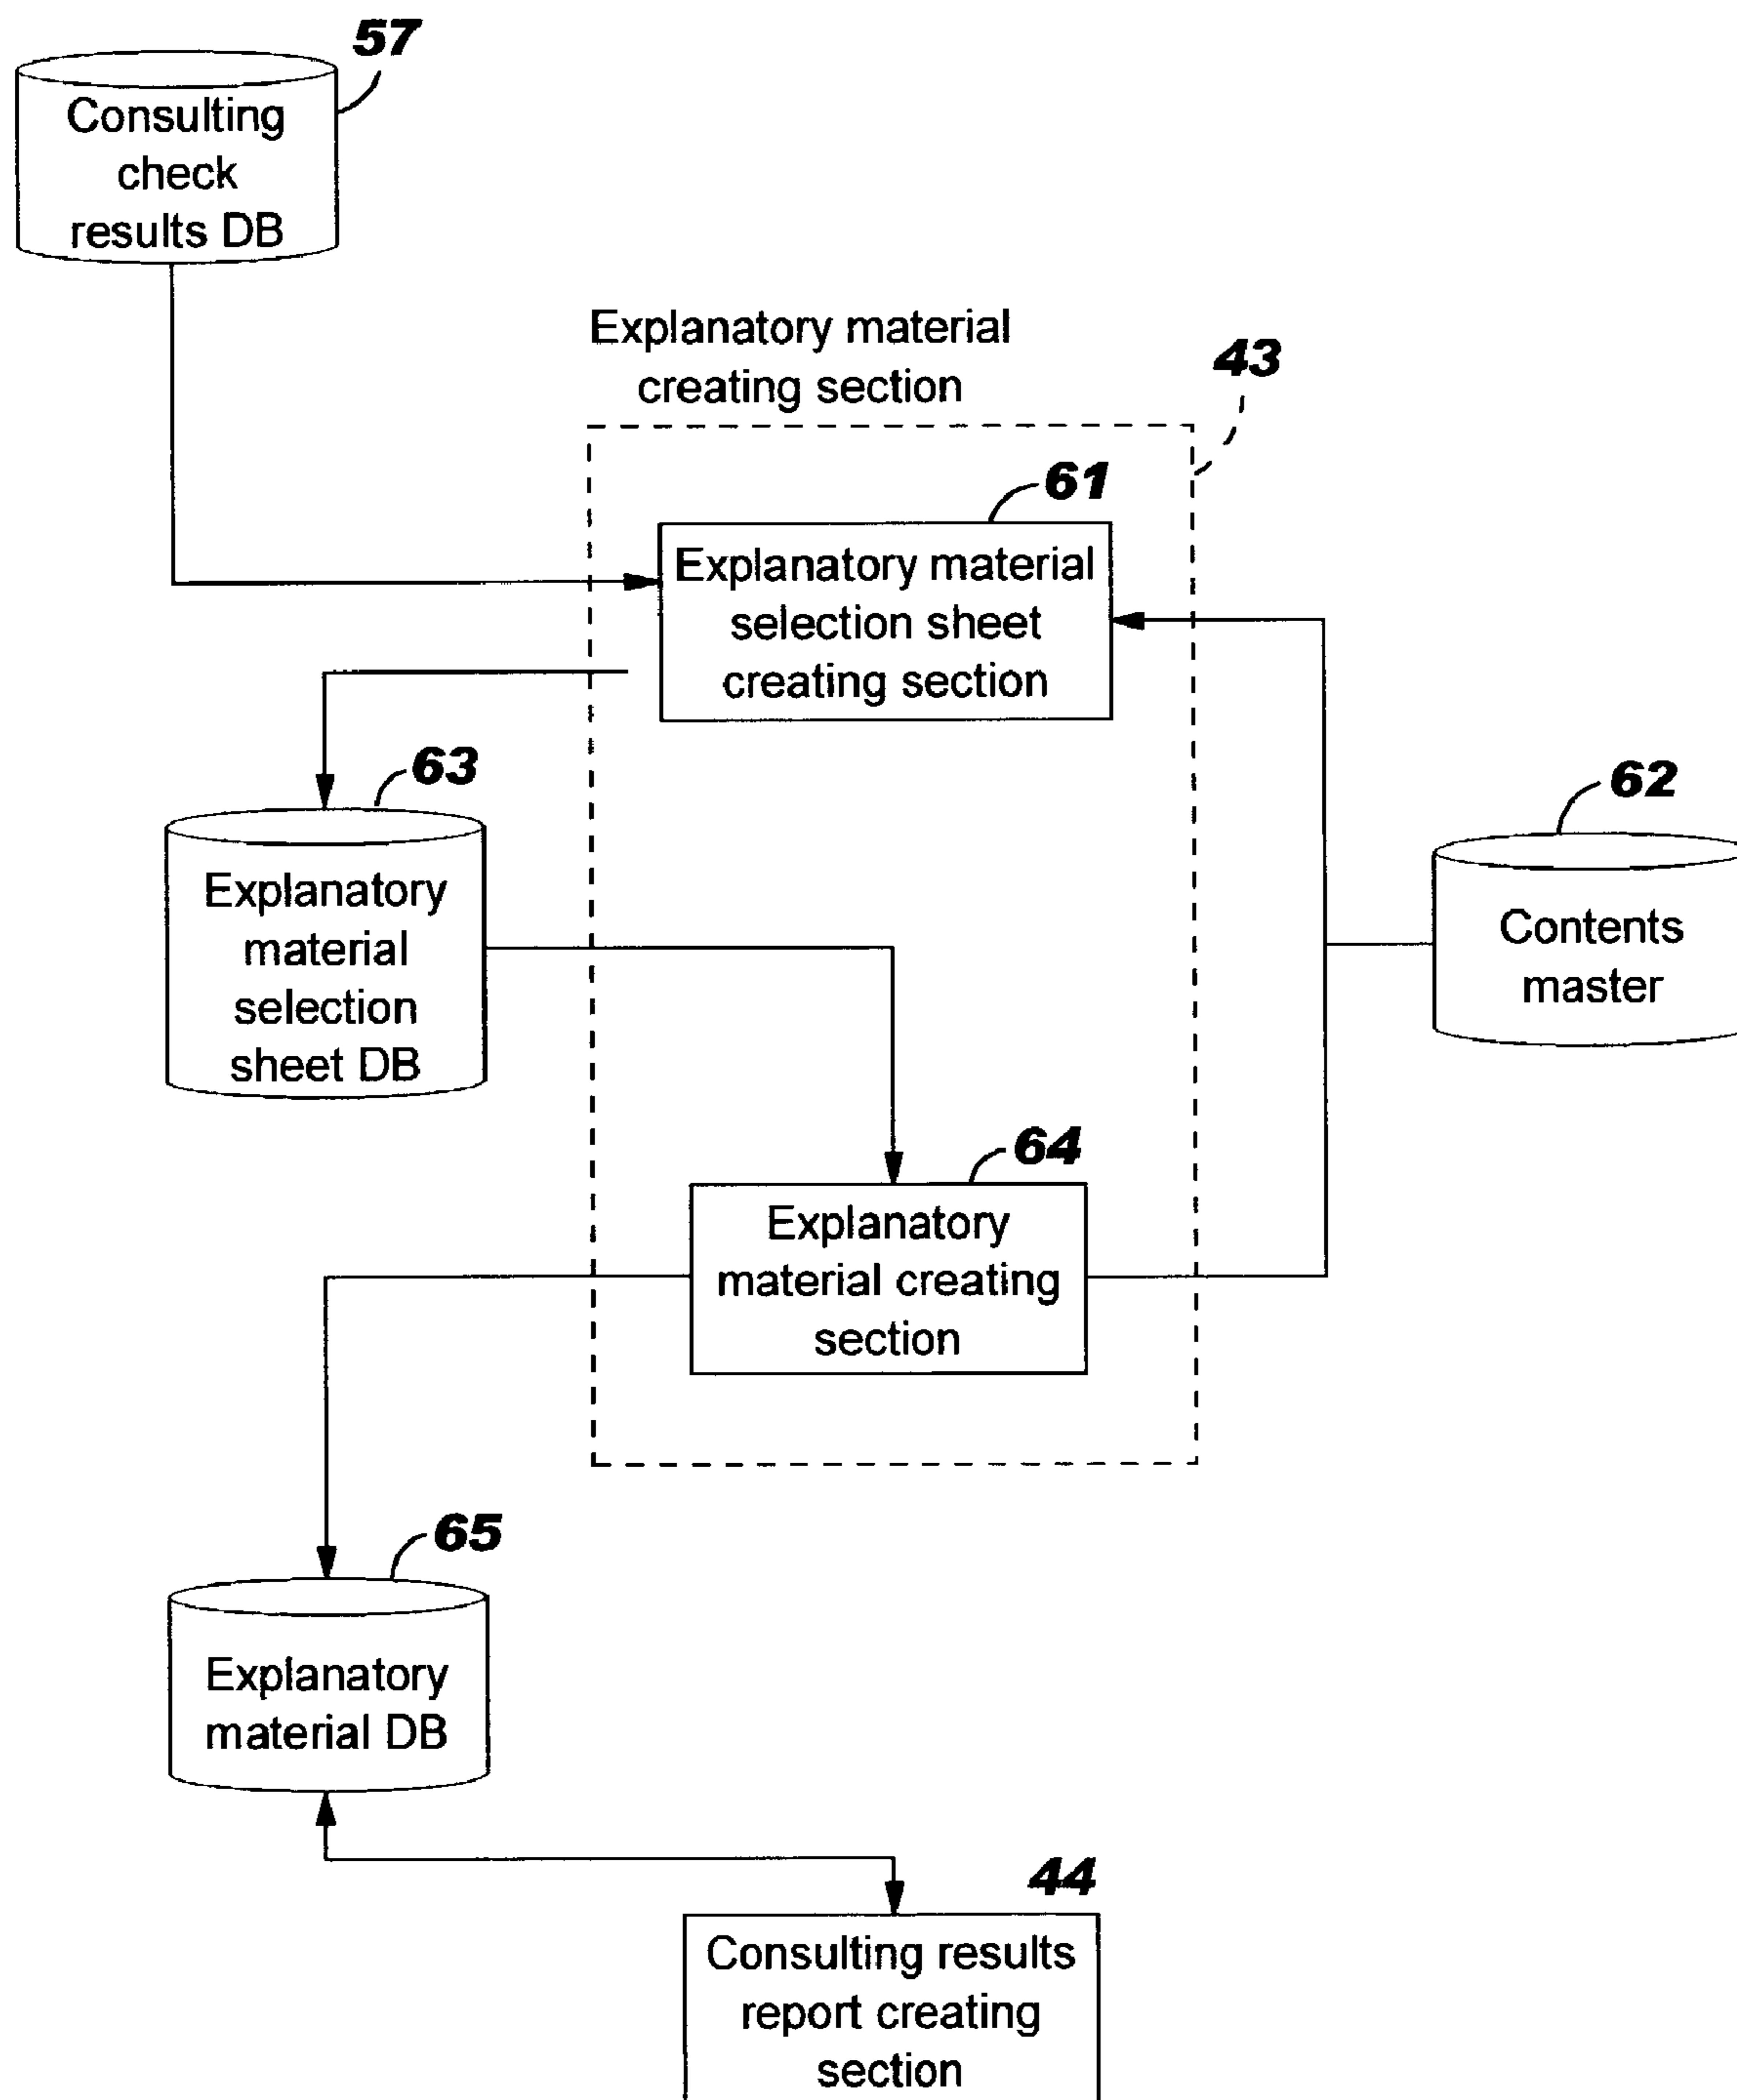 57
Consulting
check
results DB
Explanatory material
creating section
43
61
Explanatory material
selection sheet
creating section
63
Explanatory
material
selection
sheet DB
62
Contents
master
64
Explanatory
material creating
section
65
Explanatory
material DB
44
Consulting results
report creating
section